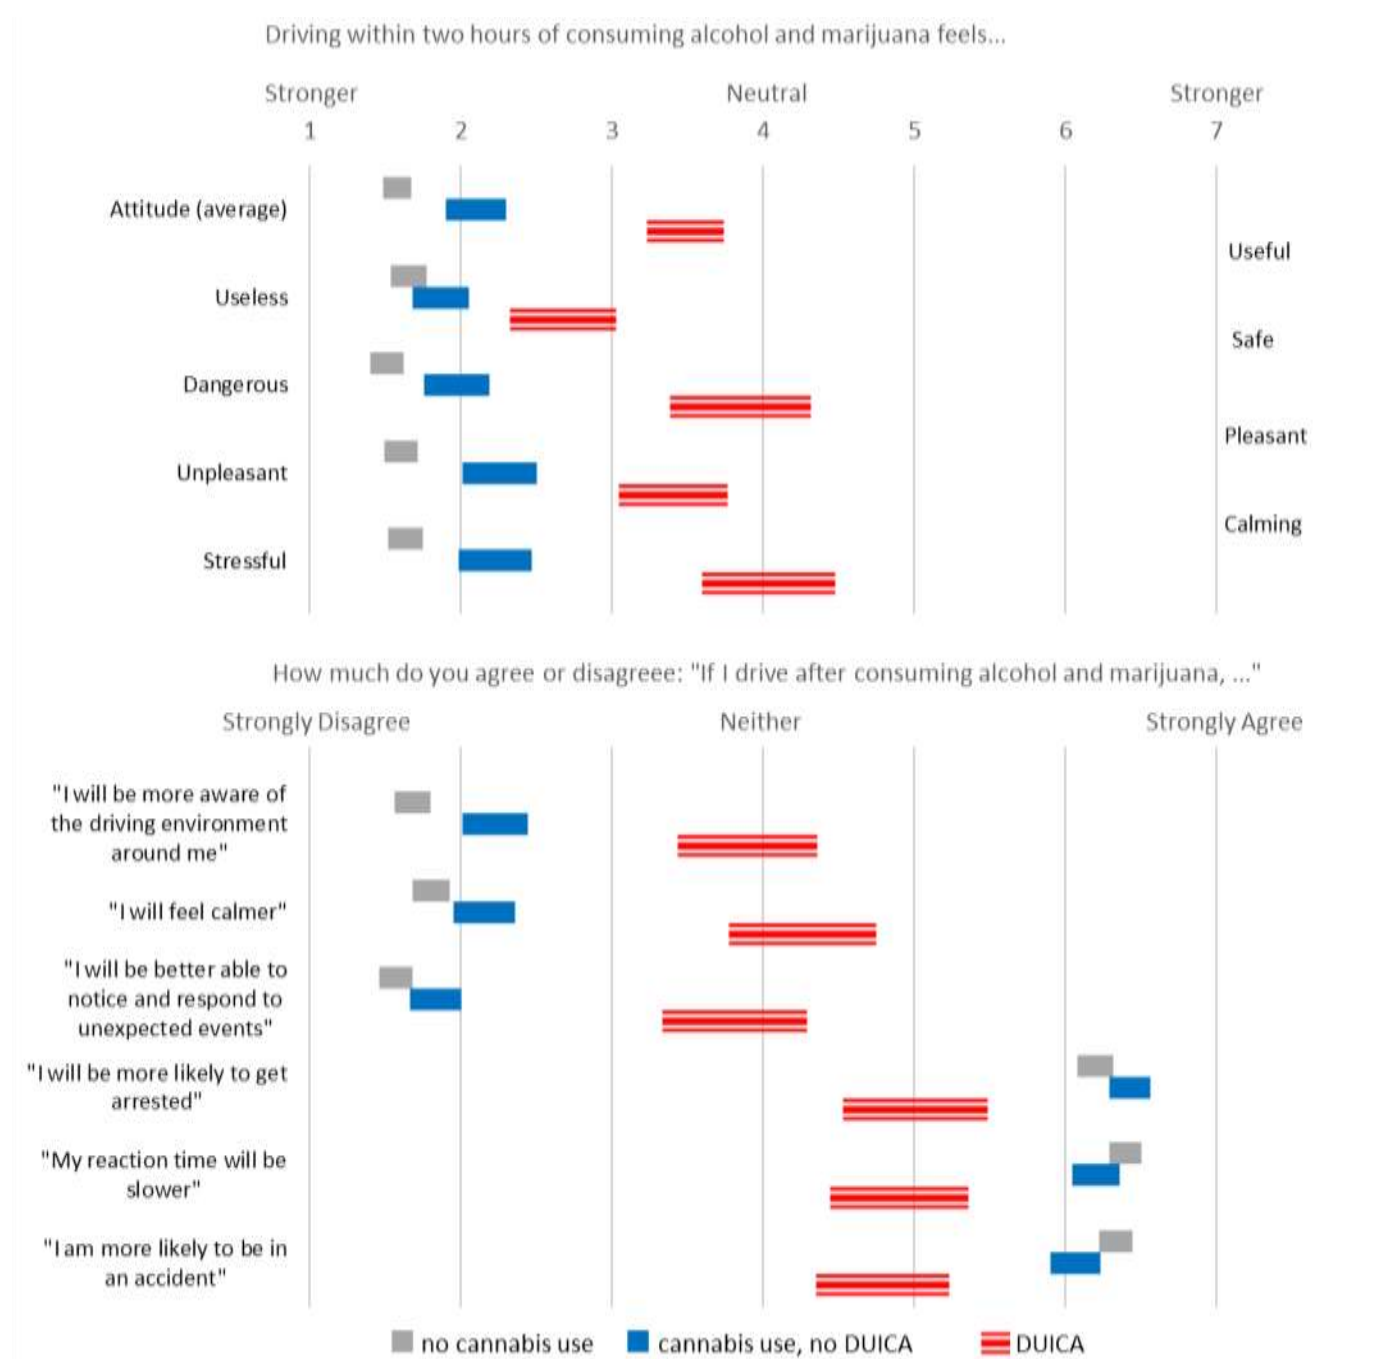 Driving within two hours of consuming alcohol and marijuana feels...
Stronger Neutral Stronger
1 2 3 4 5 6 7
Attitude (average)
Useful
Useless
Safe
Dangerous
Pleasant
Unpleasant
Calming
Stressful
How much do you agree or disagreee: "If I drive after consuming alcohol and marijuana, ..."
Strongly Disagree Neither Strongly Agree
"I will be more aware of
the driving environment
around me"
"I will feel calmer"
"I will be better able to
notice and respond to
unexpected events"
"I will be more likely to get
arrested"
"My reaction time will be
slower"
"I am more likely to be in
an accident"
no cannabis use cannabis use, no DUICA DUICA